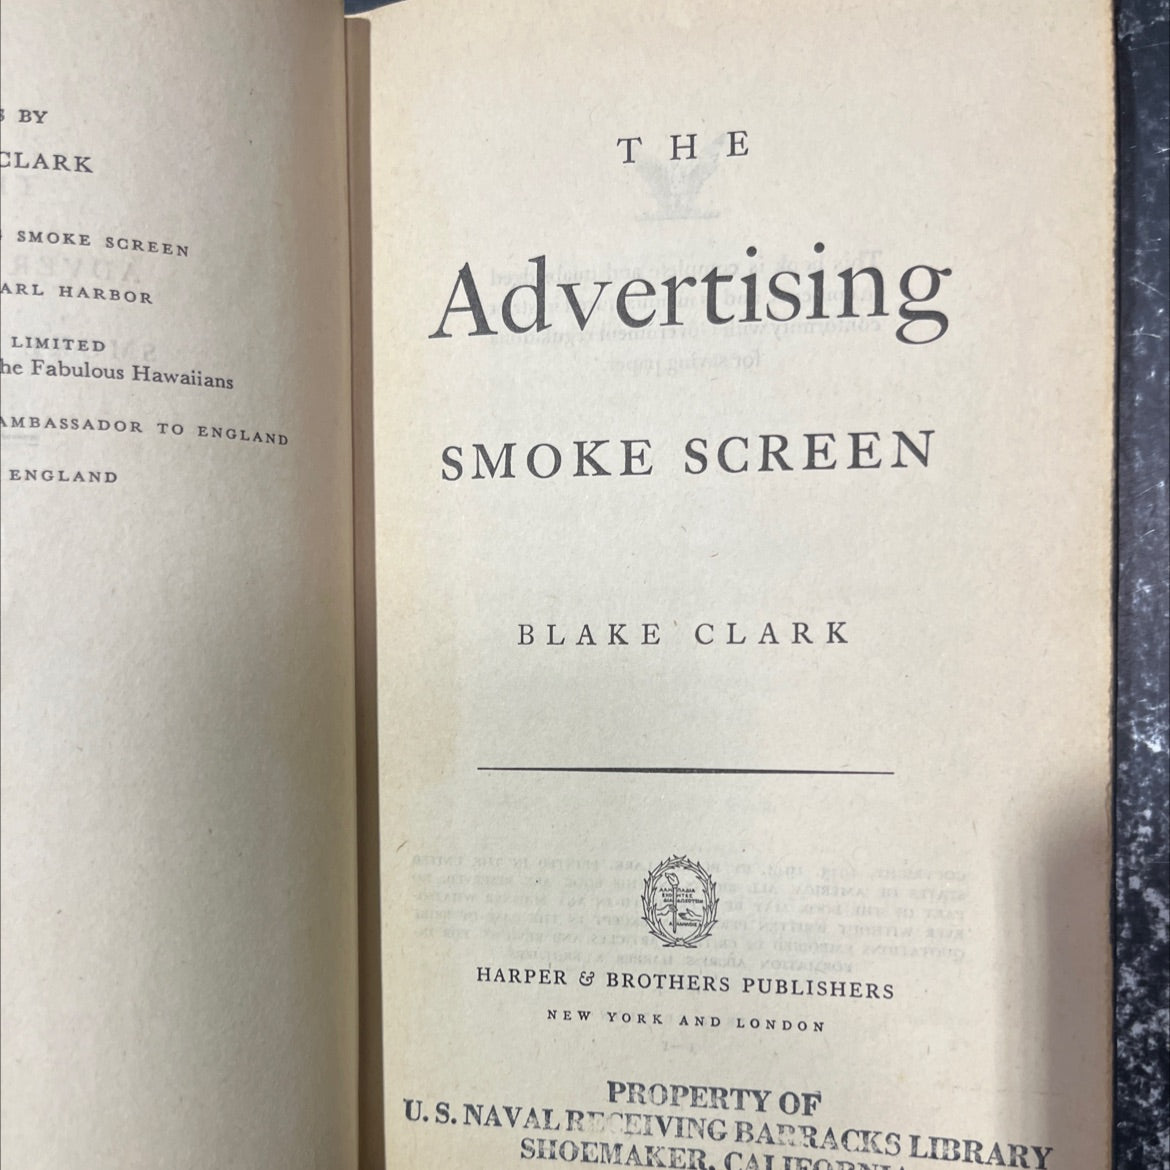 BY
CLARK
SMOKE SCREEN
ARL HARBOR
LIMITED
he Fabulous Hawaiians
AMBASSADOR TO ENGLAND
ENGLAND
THE
Advertising
SMOKE SCREEN
BLAKE CLARK
HARPER & BROTHERS PUBLISHERS
NEW YORK AND LONDON
PROPERTY OF
U. S. NAVAL RECEIVING BARRACKS LIBRARY
SHOEMAKER, CALIFORNIA